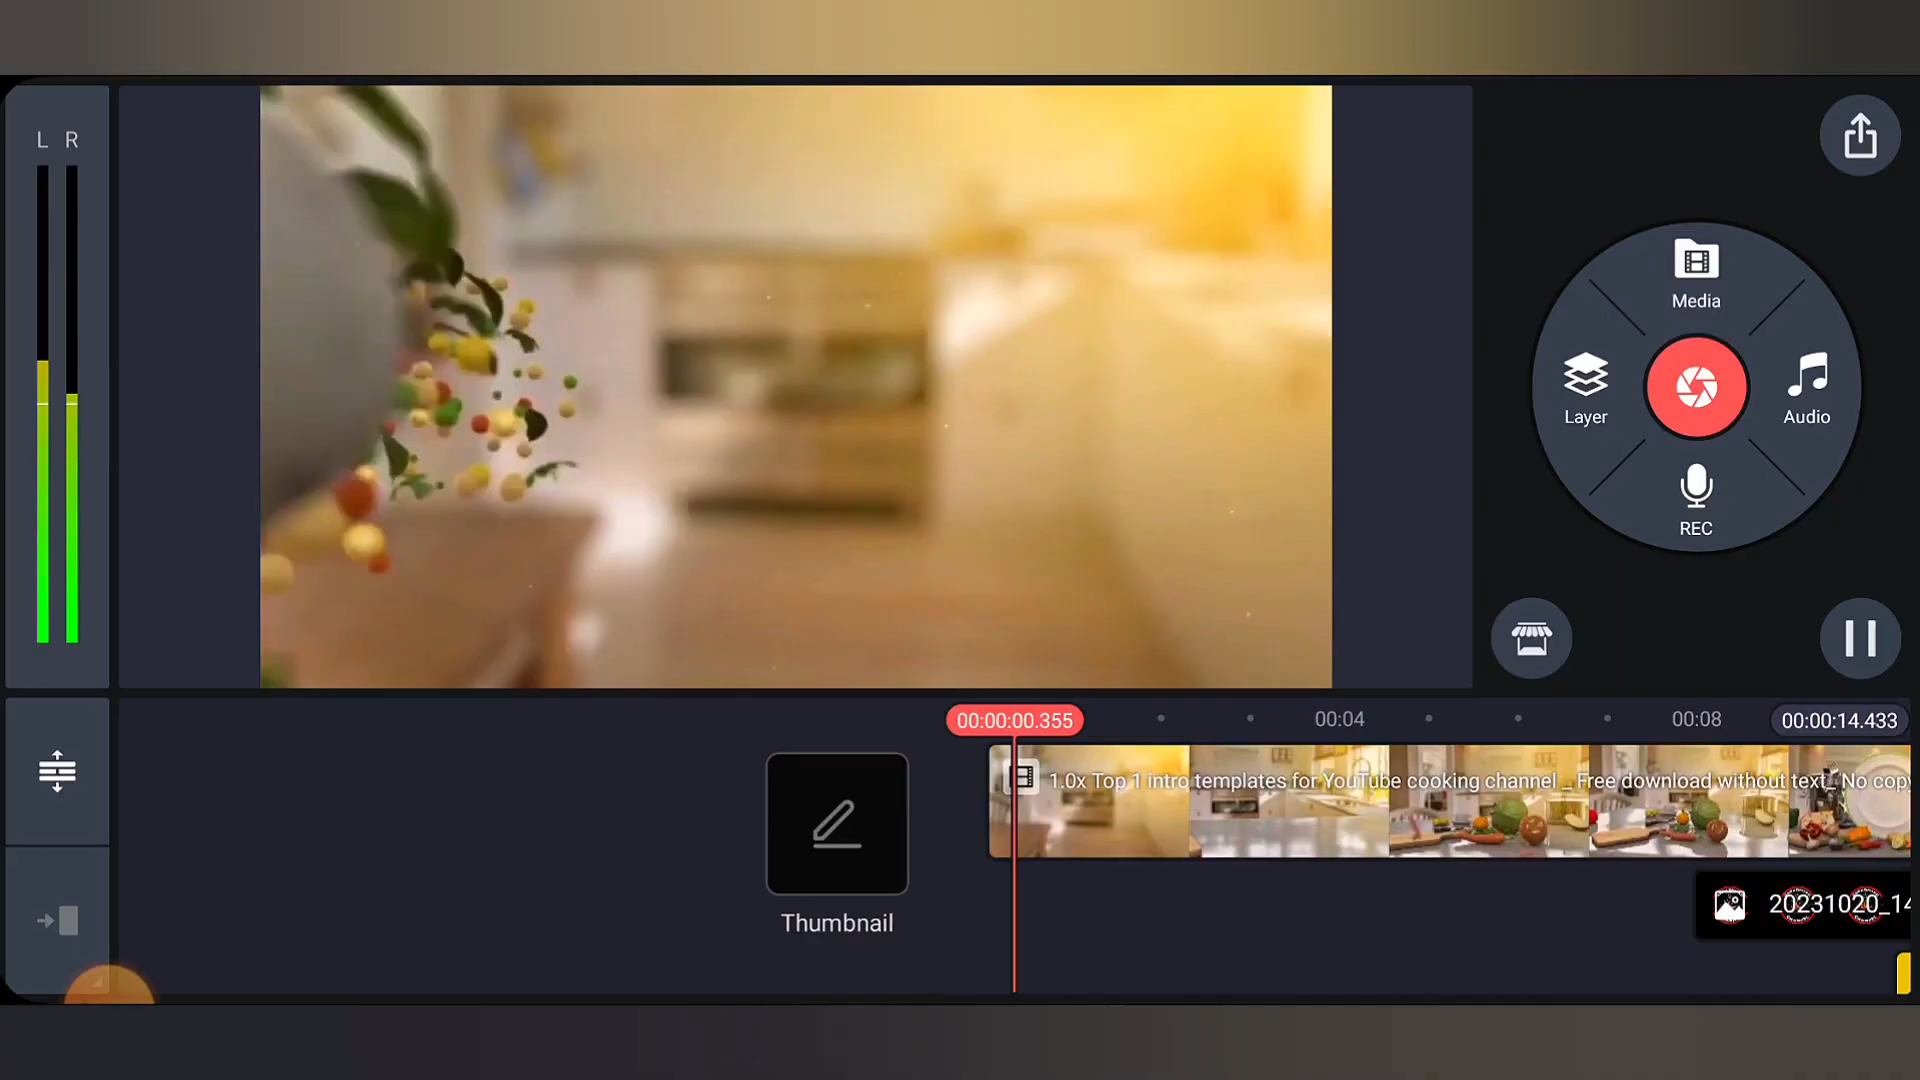 L R
Media
Layer
Audio
REC
00:00:00.355
00:04
00:08
00:00:14.433
1.0x Top 1 intro templates for YouTube cooking channel _ Free download without text_ No copy
Thumbnail
20231020_14